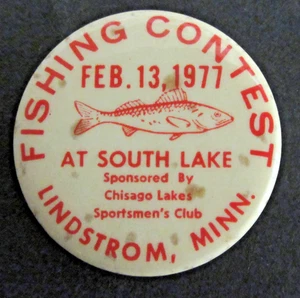 FISHING CONTEST
FEB. 13, 1977
AT SOUTH LAKE
Sponsored By
Chisago Lakes
Sportsmen's Club
LINDSTROM, MINN.